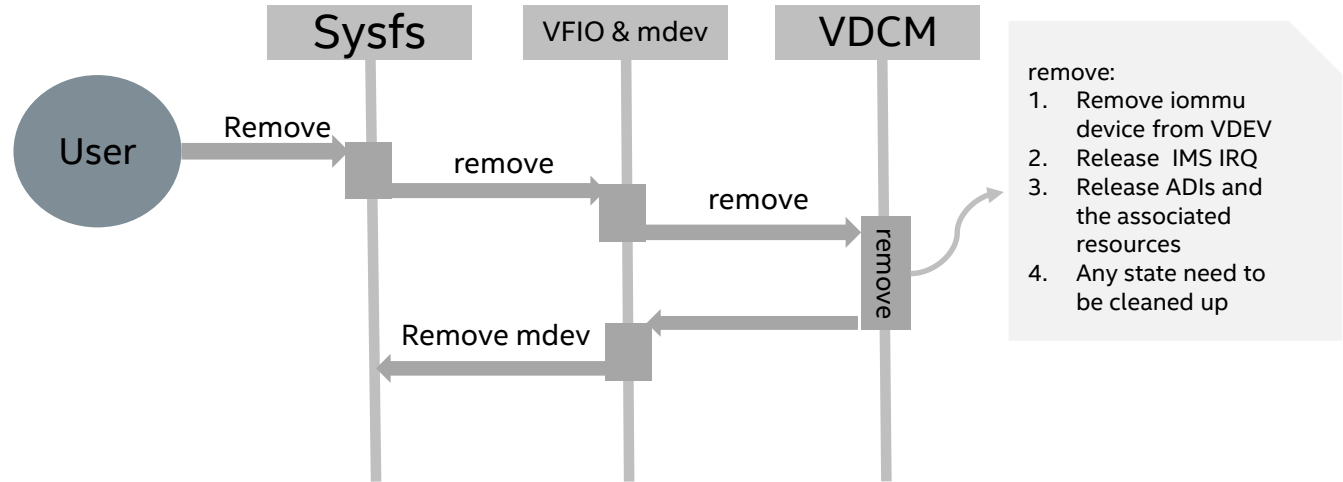 Sysfs
VFIO & mdev
VDCM
User
Remove
remove
remove
remove
Remove mdev
remove:
1. Remove iommu
device from VDEV
2. Release IMS IRQ
3. Release ADIs and
the associated
resources
4. Any state need to
be cleaned up